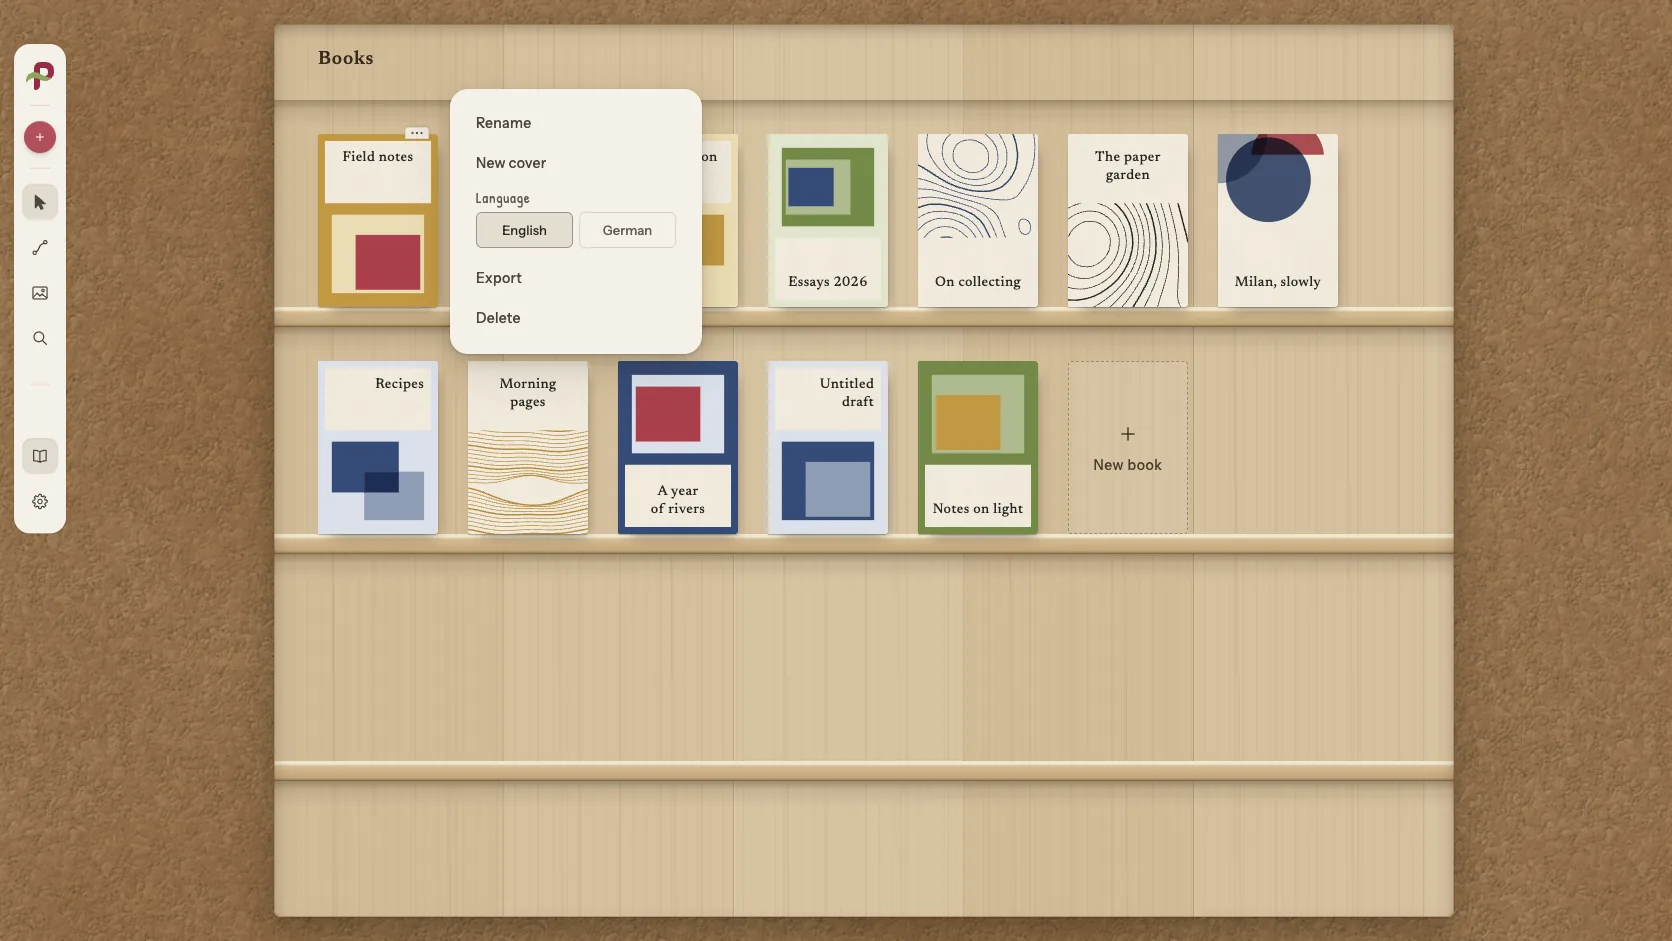 Books
Field notes
Rename
New cover
Language
English
German
Export
Delete
on
Essays 2026
On collecting
The paper
garden
Milan, slowly
Recipes
Morning
pages
A year
of rivers
Untitled
draft
Notes on light
New book